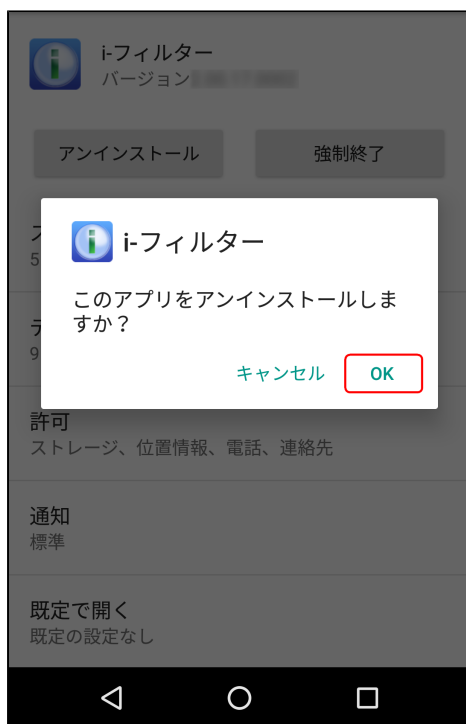 i-フィルター
バージョン
アンインストール
強制終了
5
9
i-フィルター
このアプリをアンインストールしま
すか？
キャンセル
OK
許可
ストレージ、位置情報、電話、連絡先
通知
標準
既定で開く
既定の設定なし